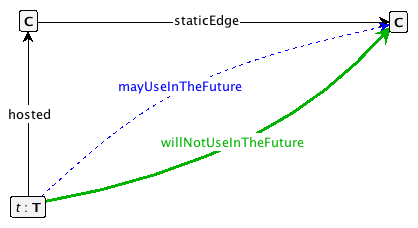 C
staticEdge
C
mayUseInTheFuture
hosted
willNotUseInTheFuture
t : T